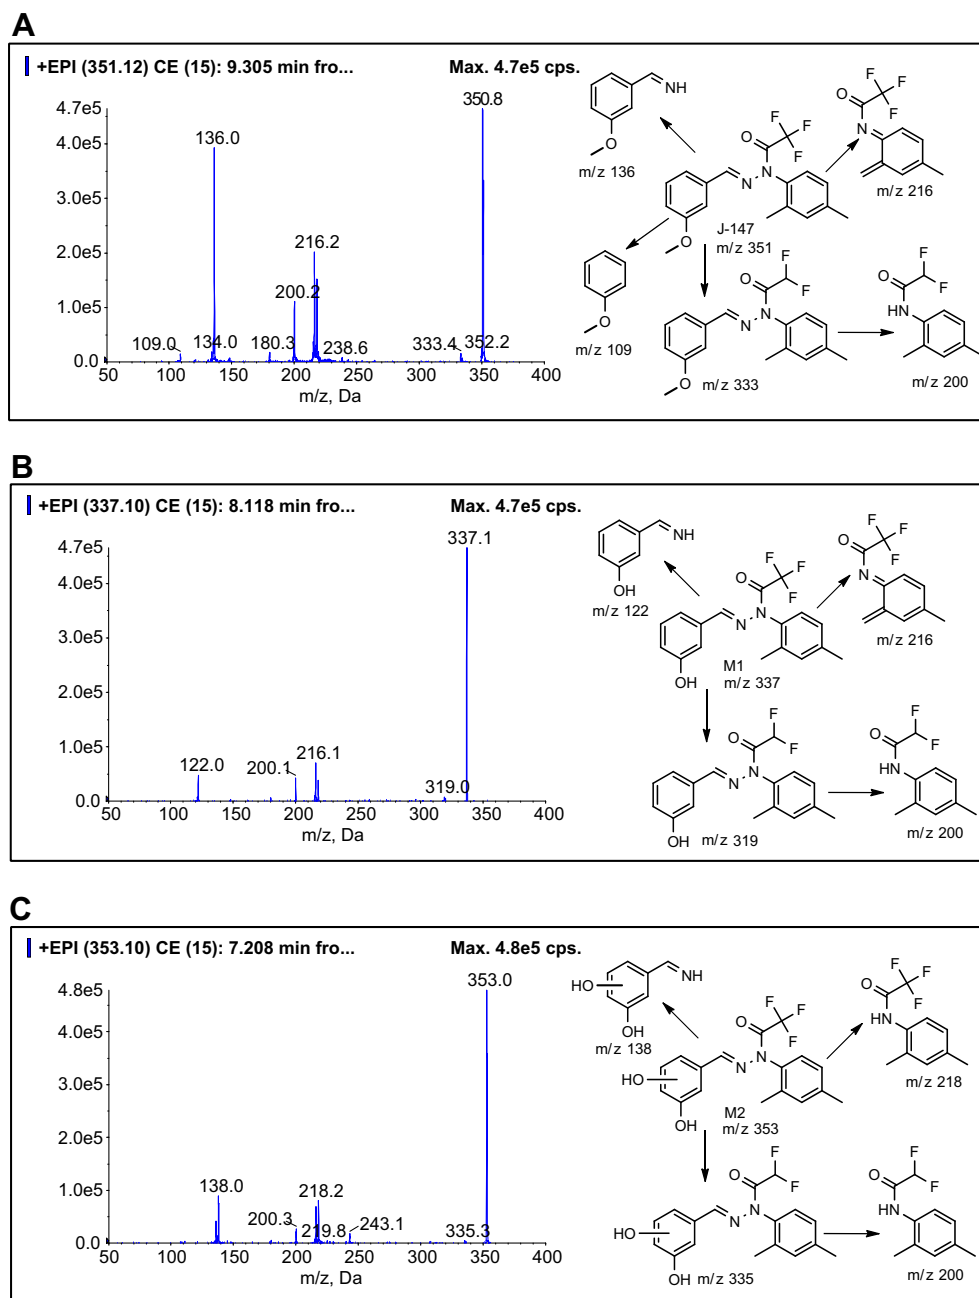 A
+EPI (351.12) CE (15): 9.305 min fro... Max. 4.7e5 cps.
4.7e5
4.0e5
3.0e5
2.0e5
1.0e5
0.0
350.8
136.0
216.2
200.2
109.0
134.0
180.3
238.6
333.4
352.2
50 100 150 200 250 300 350 400
m/z, Da
NH
O
m/z 136
O
m/z 109
O
F
F
F
N
N
O
J-147
m/z 351
O
F
F
F
N
m/z 216
O
F
F
N
N
O
m/z 333
O
F
F
HN
m/z 200
B
+EPI (337.10) CE (15): 8.118 min fro... Max. 4.7e5 cps.
4.7e5
4.0e5
3.0e5
2.0e5
1.0e5
0.0
337.1
122.0
200.1
216.1
319.0
50 100 150 200 250 300 350 400
m/z, Da
NH
OH
m/z 122
O
F
F
F
N
N
OH
M1
m/z 337
O
F
F
F
N
m/z 216
O
F
F
N
N
OH
m/z 319
O
F
F
HN
m/z 200
C
+EPI (353.10) CE (15): 7.208 min fro... Max. 4.8e5 cps.
4.8e5
4.0e5
3.0e5
2.0e5
1.0e5
0.0
353.0
138.0
218.2
200.3
219.8
243.1
335.3
50 100 150 200 250 300 350 400
m/z, Da
HO
NH
OH
m/z 138
O
F
F
F
N
N
HO
OH
M2
m/z 353
O
F
F
F
HN
m/z 218
O
F
F
N
N
HO
OH
m/z 335
O
F
F
HN
m/z 200